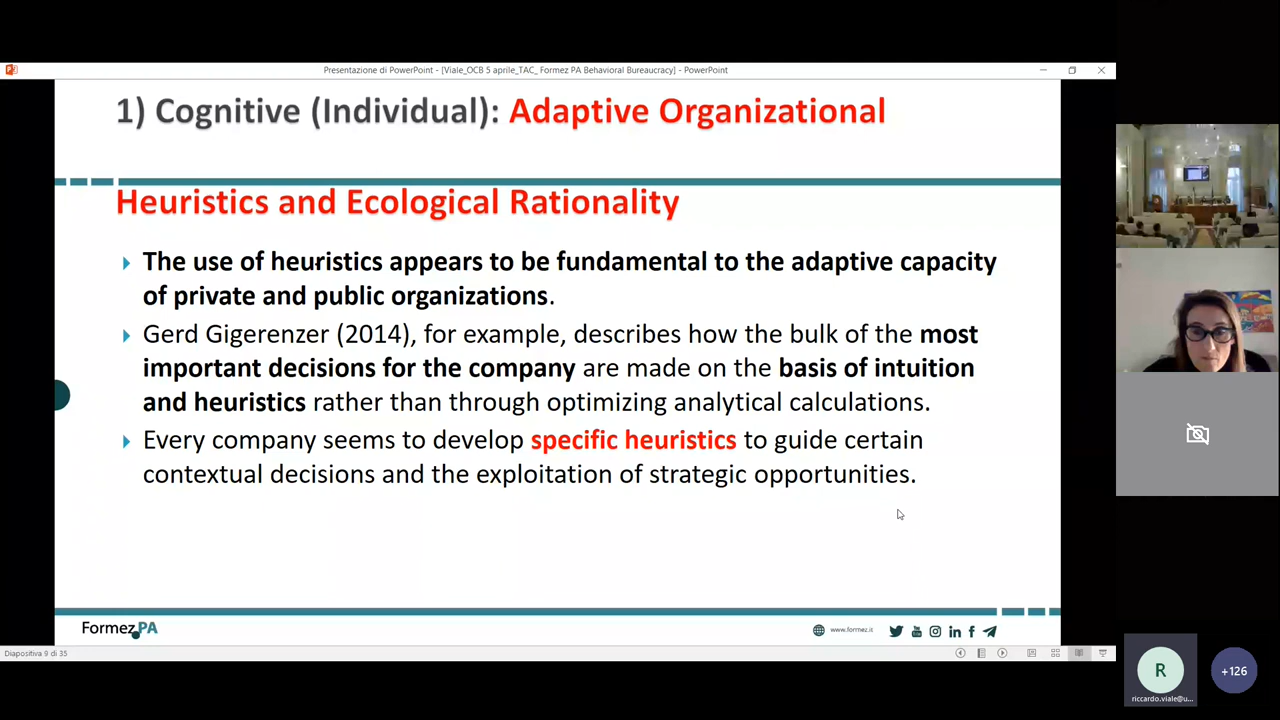 Presentazione di PowerPoint - [Viale_OCB 5 aprile_TAC_ Formez PA Behavioral Bureaucracy] - PowerPoint
1) Cognitive (Individual): Adaptive Organizational
Heuristics and Ecological Rationality
The use of heuristics appears to be fundamental to the adaptive capacity
of private and public organizations.
Gerd Gigerenzer (2014), for example, describes how the bulk of the most
important decisions for the company are made on the basis of intuition
and heuristics rather than through optimizing analytical calculations.
Every company seems to develop specific heuristics to guide certain
contextual decisions and the exploitation of strategic opportunities.
Formez PA
www.formez.it
Diapositiva 9 di 35
R
riccardo.viale@u...
+126